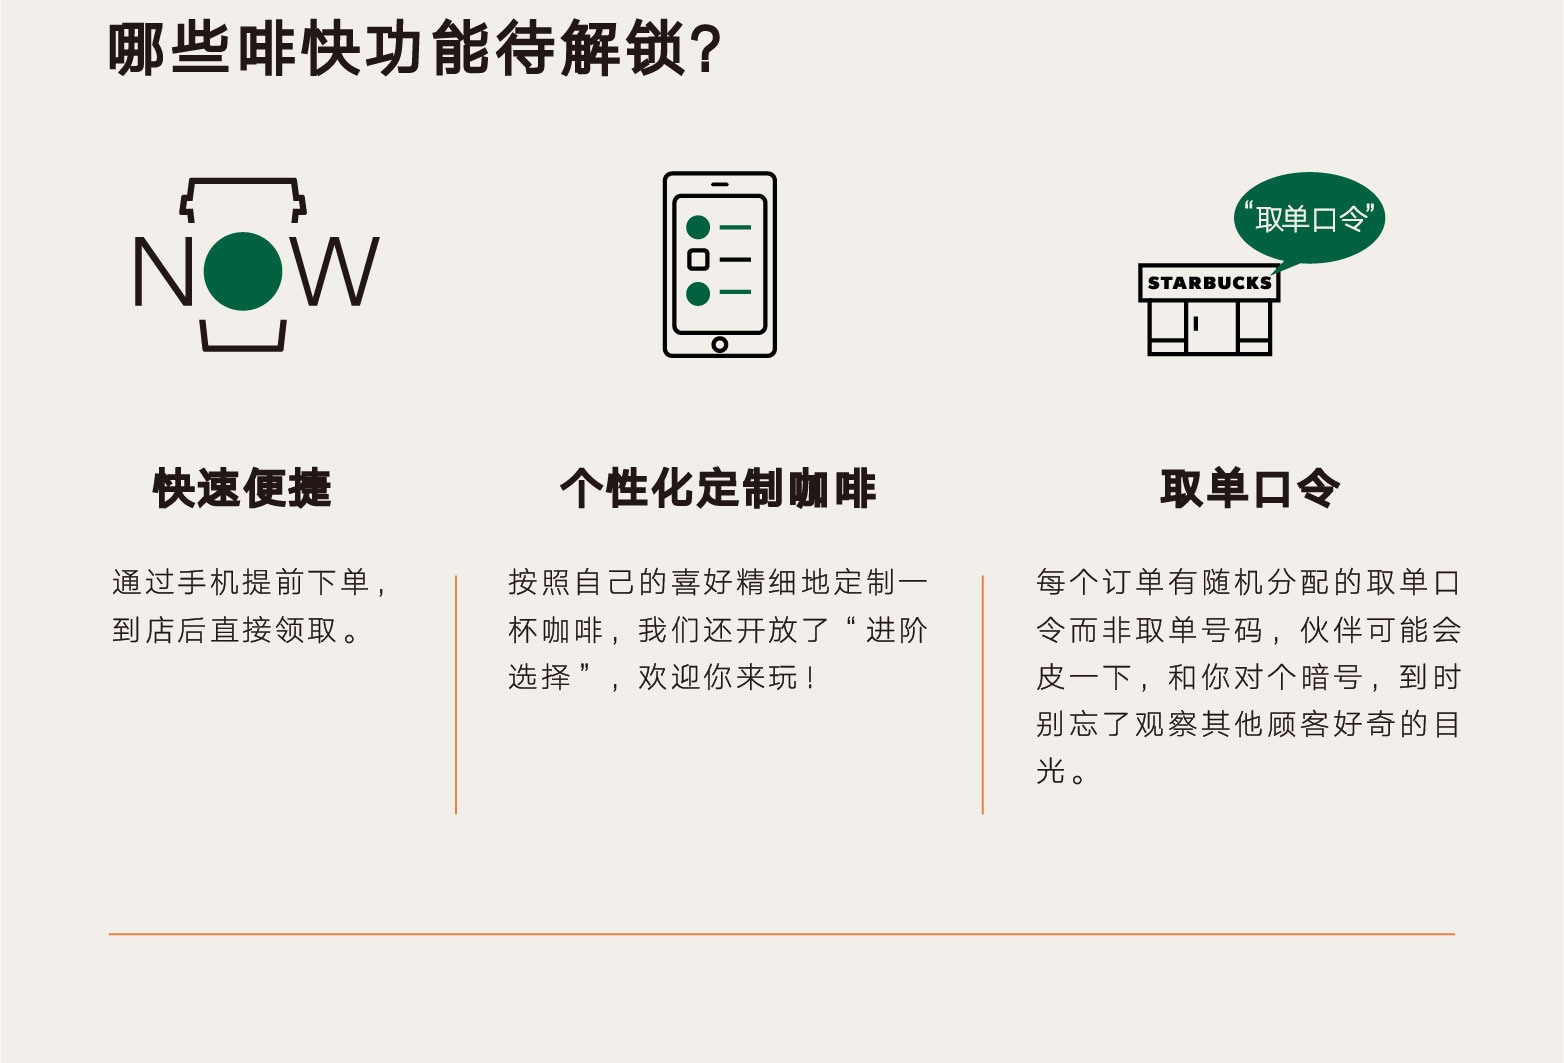 哪些啡快功能待解锁?
NOW
“取单口令”
STARBUCKS
快速便捷
通过手机提前下单,
到店后直接领取。
个性化定制咖啡
按照自己的喜好精细地定制一
杯咖啡, 我们还开放了“进阶
选择”, 欢迎你来玩!
取单口令
每个订单有随机分配的取单口
令而非取单号码, 伙伴可能会
皮一下, 和你对个暗号, 到时
别忘了观察其他顾客好奇的目
光。